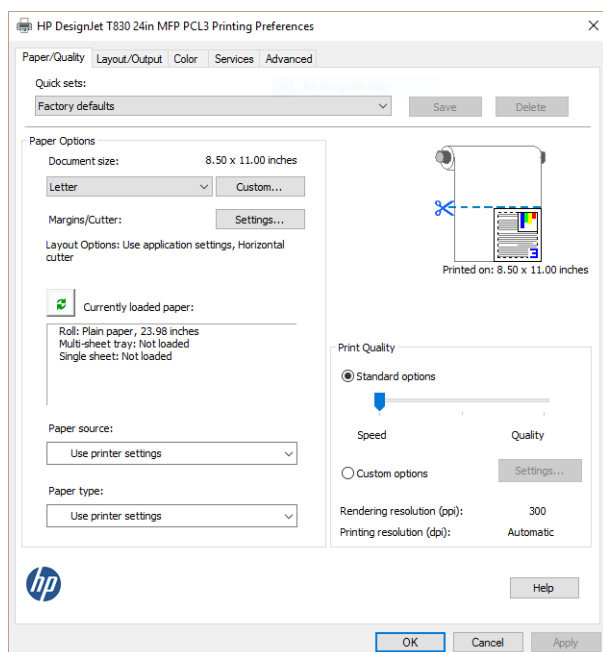 HP DesignJet T830 24in MFP PCL3 Printing Preferences
Paper/Quality Layout/Output Color Services Advanced
Quick sets:
Factory defaults
Save
Delete
Paper Options
Document size: 8.50 x 11.00 inches
Letter
Custom...
Margins/Cutter:
Settings...
Layout Options: Use application settings, Horizontal
cutter
Currently loaded paper:
Roll: Plain paper, 23.98 inches
Multi-sheet tray: Not loaded
Single sheet: Not loaded
Paper source:
Use printer settings
Paper type:
Use printer settings
3
Printed on: 8.50 x 11.00 inches
Print Quality
Standard options
Speed Quality
Custom options
Settings...
Rendering resolution (ppi): 300
Printing resolution (dpi): Automatic
hp
Help
OK
Cancel
Apply